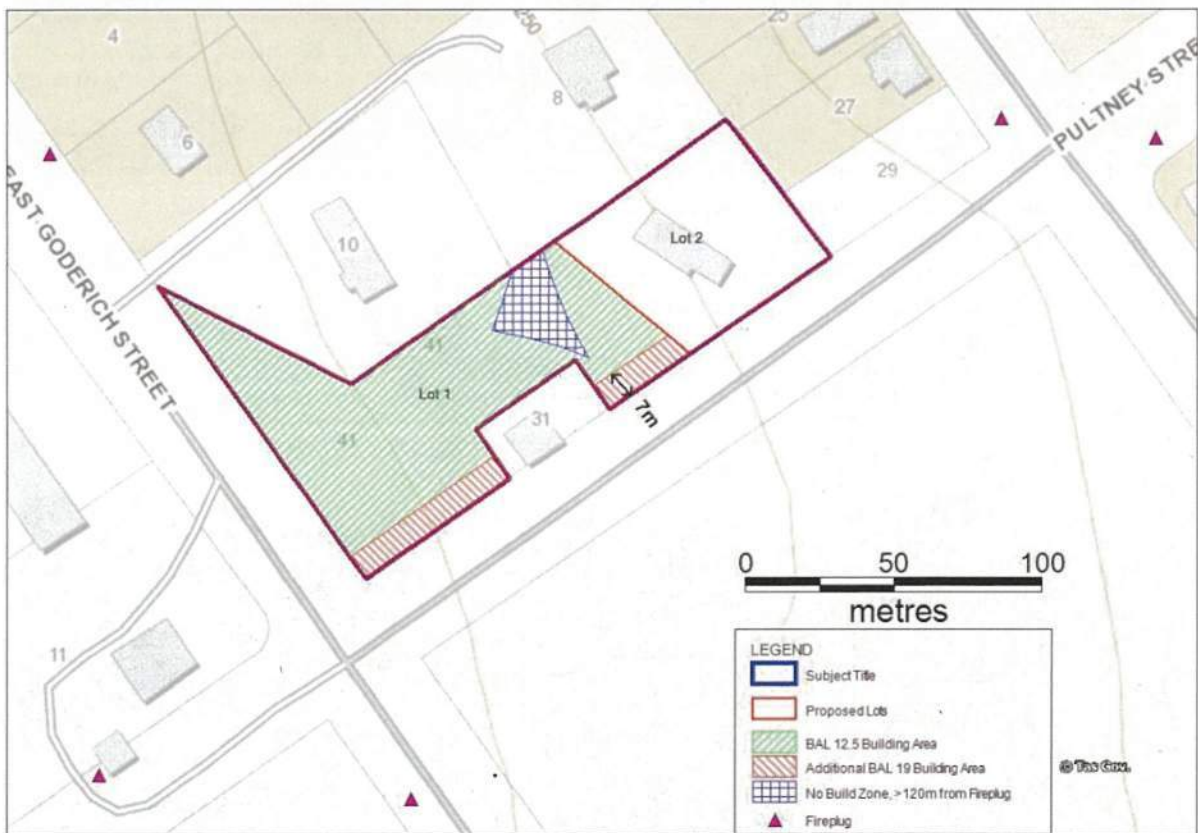 4
250
25
PULTNEY STRE
8
27
6
29
EAST GODERICH STREET
10
Lot 2
41
Lot 1
31
7m
41
0 50 100
metres
11
LEGEND
Subject Title
Proposed Lots
BAL 12.5 Building Area
Additional BAL 19 Building Area
No Build Zone, >120m from Fireplug
Fireplug
© Tas Gov.